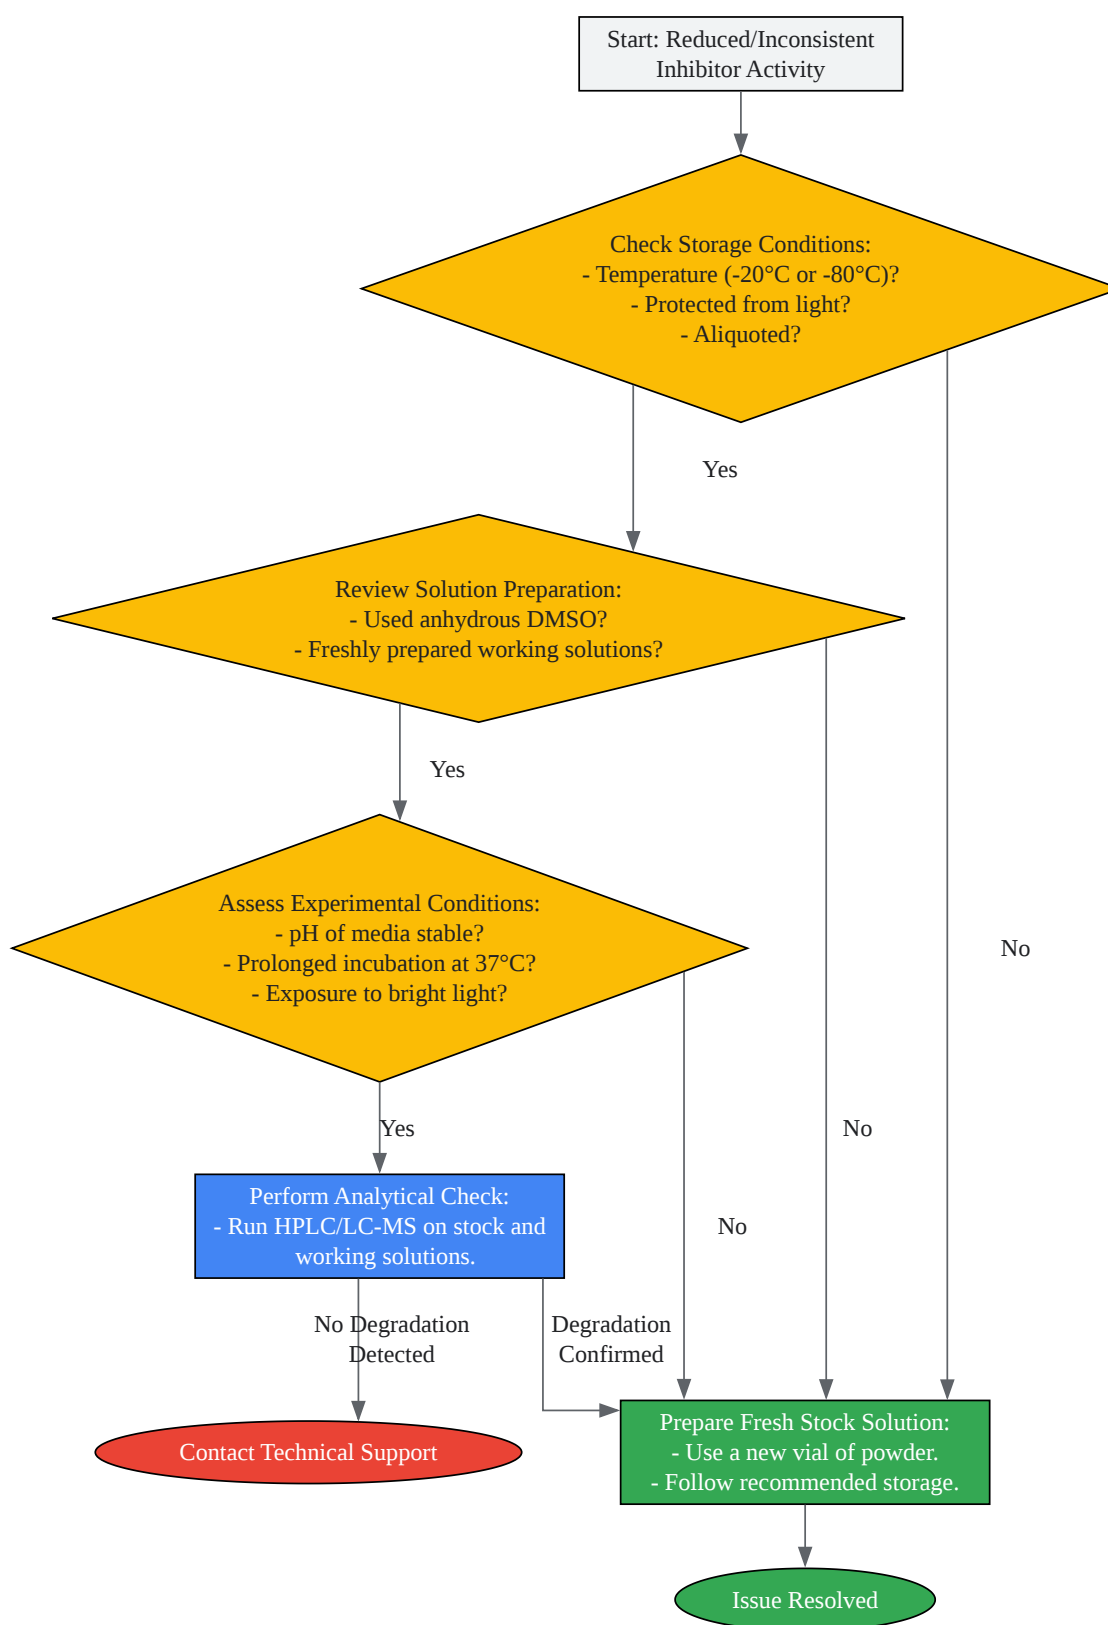 Start: Reduced/Inconsistent
Inhibitor Activity
Check Storage Conditions:
- Temperature (-20°C or -80°C)?
- Protected from light?
- Aliquoted?
Yes
Review Solution Preparation:
- Used anhydrous DMSO?
- Freshly prepared working solutions?
Yes
Assess Experimental Conditions:
- pH of media stable?
- Prolonged incubation at 37°C?
- Exposure to bright light?
No
Yes
No
Perform Analytical Check:
- Run HPLC/LC-MS on stock and
working solutions.
No
No Degradation
Detected
Degradation
Confirmed
Contact Technical Support
Prepare Fresh Stock Solution:
- Use a new vial of powder.
- Follow recommended storage.
Issue Resolved